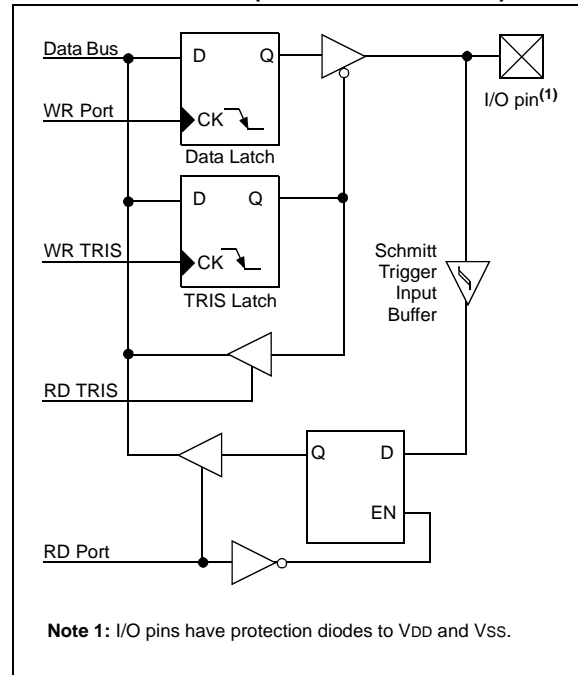 Data Bus
D
Q
WR Port
CK
Data Latch
I/O pin(1)
D
Q
WR TRIS
CK
TRIS Latch
Schmitt
Trigger
Input
Buffer
RD TRIS
Q
D
EN
RD Port
Note 1: I/O pins have protection diodes to VDD and VSS.